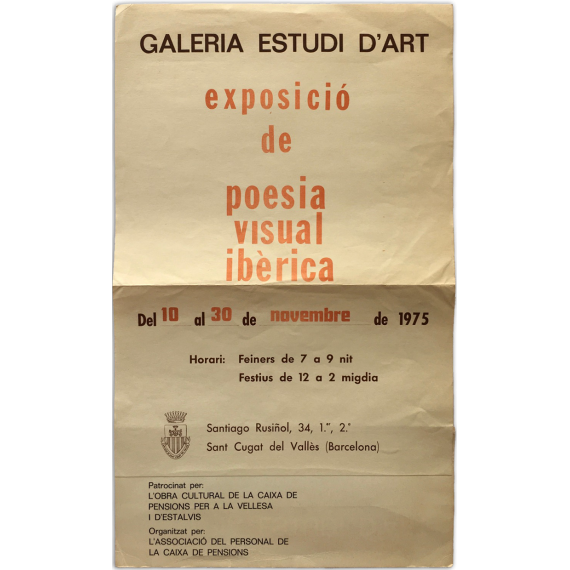 GALERIA ESTUDI D'ART
exposició
de
poesia
visual
ibèrica
Del 10 al 30 de novembre de 1975
Horari: Feiners de 7 a 9 nit
Festius de 12 a 2 migdia
Santiago Rusiñol, 34, 1.er, 2.ª
Sant Cugat del Vallès (Barcelona)
Patrocinat per:
L'OBRA CULTURAL DE LA CAIXA DE
PENSIONS PER A LA VELLESA
I D'ESTALVIS
Organitzat per:
L'ASSOCIACIÓ DEL PERSONAL DE
LA CAIXA DE PENSIONS